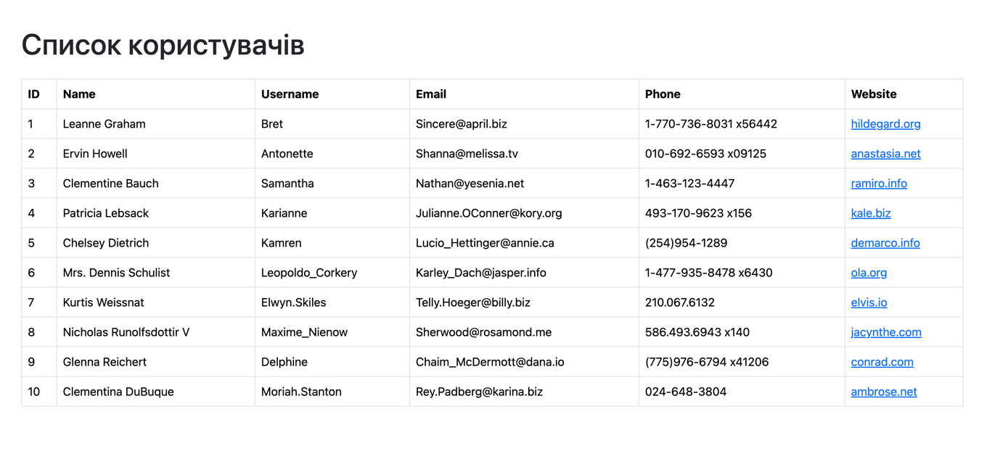 Список користувачів
ID Name Username Email Phone Website
1 Leanne Graham Bret Sincere@april.biz 1-770-736-8031 x56442 hildegard.org
2 Ervin Howell Antonette Shanna@melissa.tv 010-692-6593 x09125 anastasia.net
3 Clementine Bauch Samantha Nathan@yesenia.net 1-463-123-4447 ramiro.info
4 Patricia Lebsack Karianne Julianne.OConner@kory.org 493-170-9623 x156 kale.biz
5 Chelsey Dietrich Kamren Lucio_Hettinger@annie.ca (254)954-1289 demarco.info
6 Mrs. Dennis Schulist Leopoldo_Corkery Karley_Dach@jasper.info 1-477-935-8478 x6430 ola.org
7 Kurtis Weissnat Elwyn.Skiles Telly.Hoeger@billy.biz 210.067.6132 elvis.io
8 Nicholas Runolfsdottir V Maxime_Nienow Sherwood@rosamond.me 586.493.6943 x140 jacynthe.com
9 Glenna Reichert Delphine Chaim_McDermott@dana.io (775)976-6794 x41206 conrad.com
10 Clementina DuBuque Moriah.Stanton Rey.Padberg@karina.biz 024-648-3804 ambrose.net